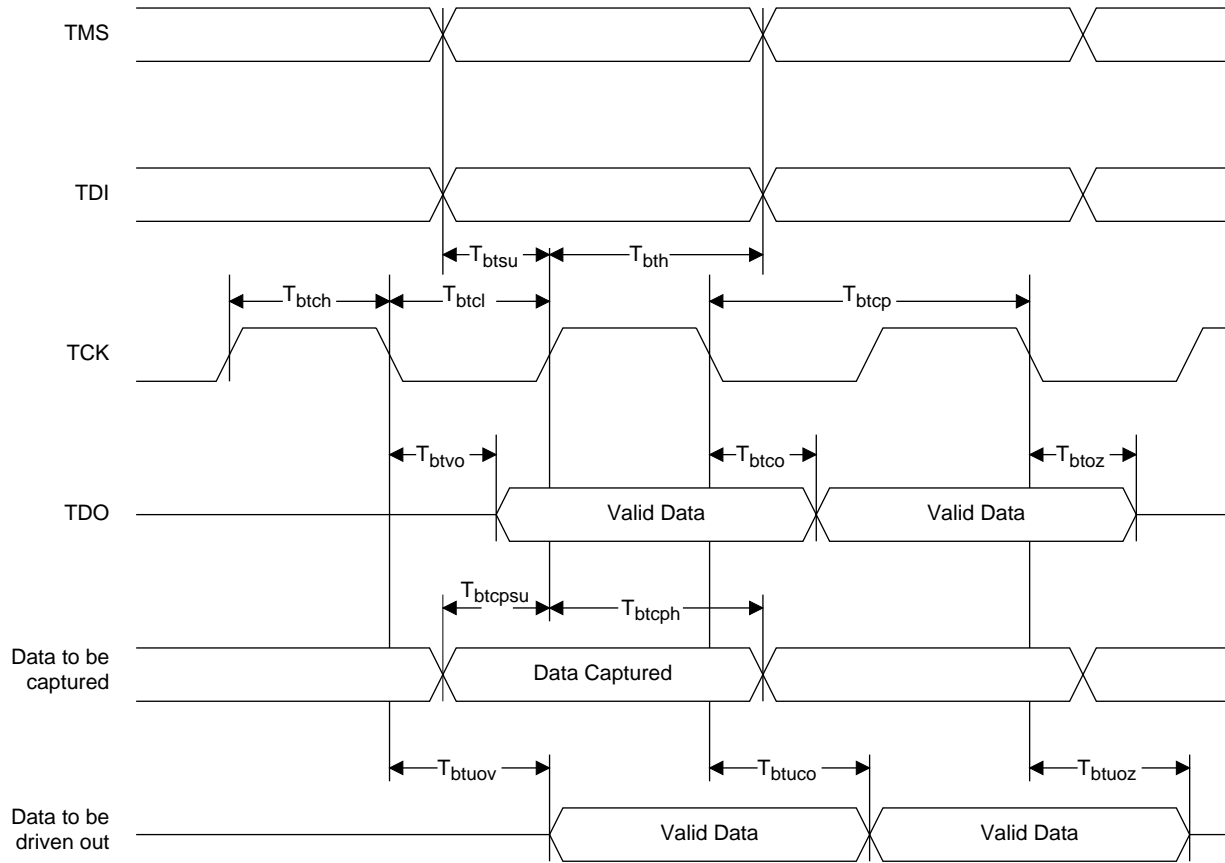 TMS
TDI
Tbtsu
Tbth
Tbtch
Tbtcl
Tbtcp
TCK
Tbtvo
Tbtco
Tbtoz
TDO
Valid Data
Valid Data
Tbtcpsu
Tbtcph
Data to be
captured
Data Captured
Tbtuov
Tbtuco
Tbtuoz
Data to be
driven out
Valid Data
Valid Data